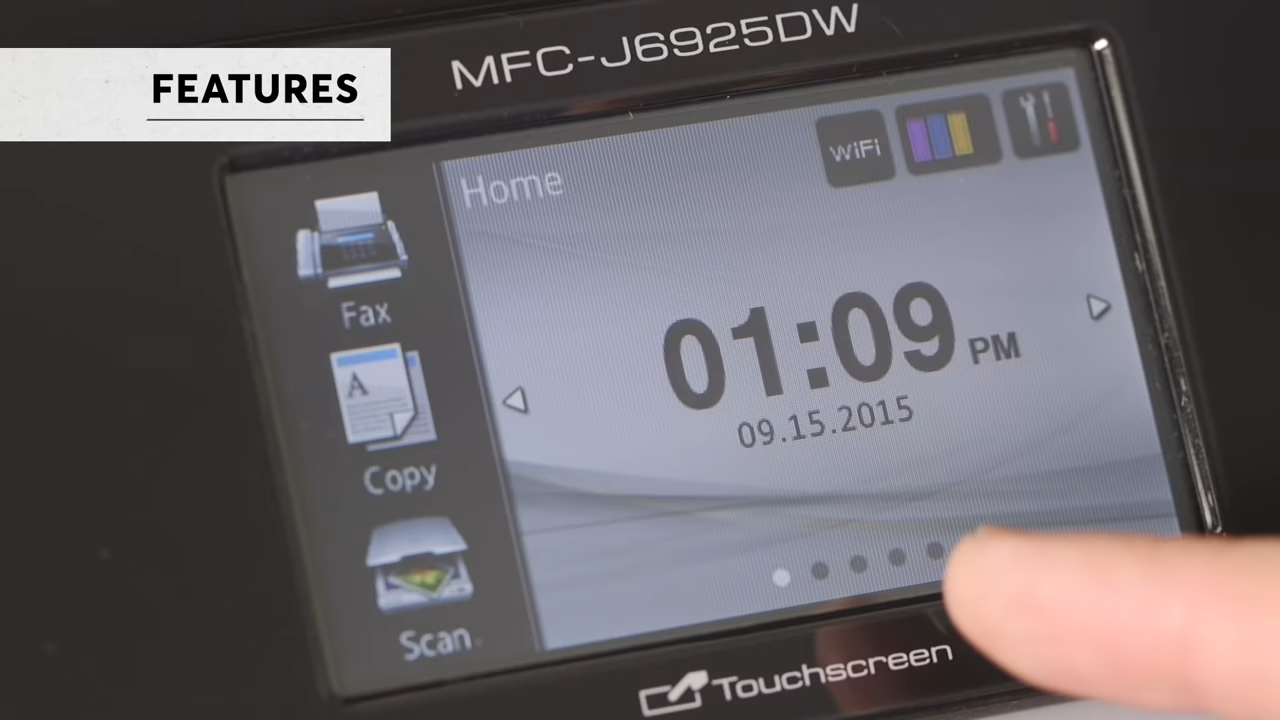 FEATURES
MFC-J6925DW
Home
WiFi
Fax
A
Copy
Scan
01:09 PM
09.15.2015
Touchscreen